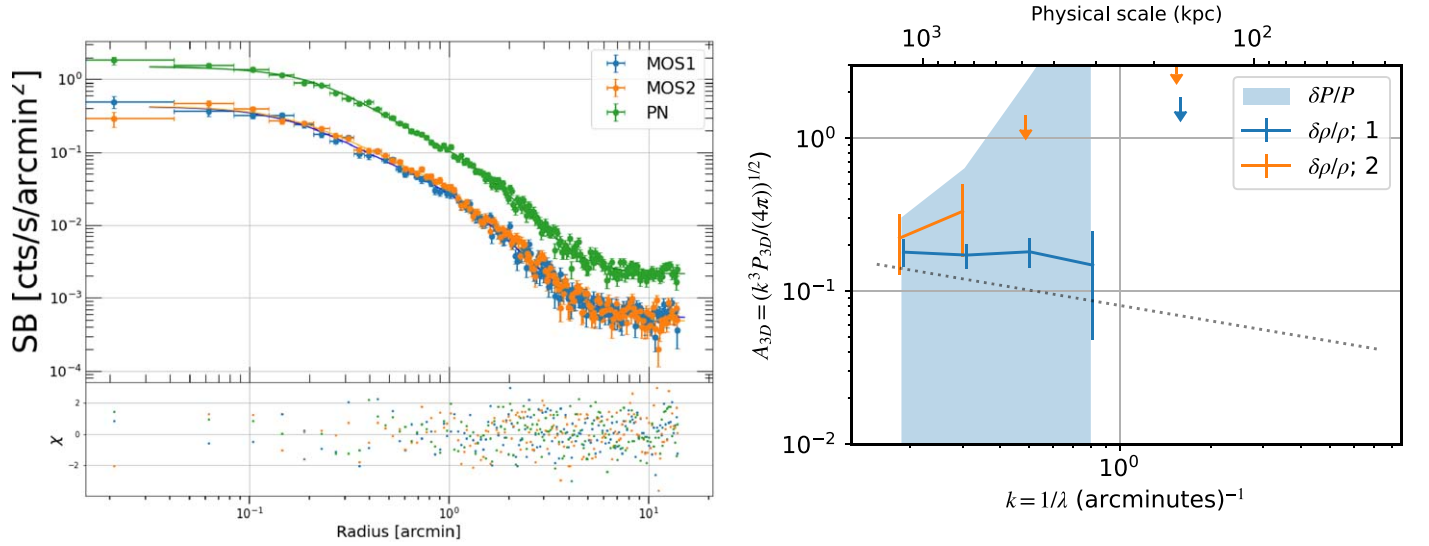 SB [cts/s/arcmin²]
10⁰
10⁻¹
10⁻²
10⁻³
10⁻⁴
MOS1
MOS2
PN
χ
2
0
−2
10⁻¹
10⁰
10¹
Radius [arcmin]
Physical scale (kpc)
10³
10²
A₃D = (k³P₃D/(4π))¹ᐟ²
10⁰
10⁻¹
10⁻²
δP/P
δρ/ρ; 1
δρ/ρ; 2
10⁰
k = 1/λ (arcminutes)⁻¹